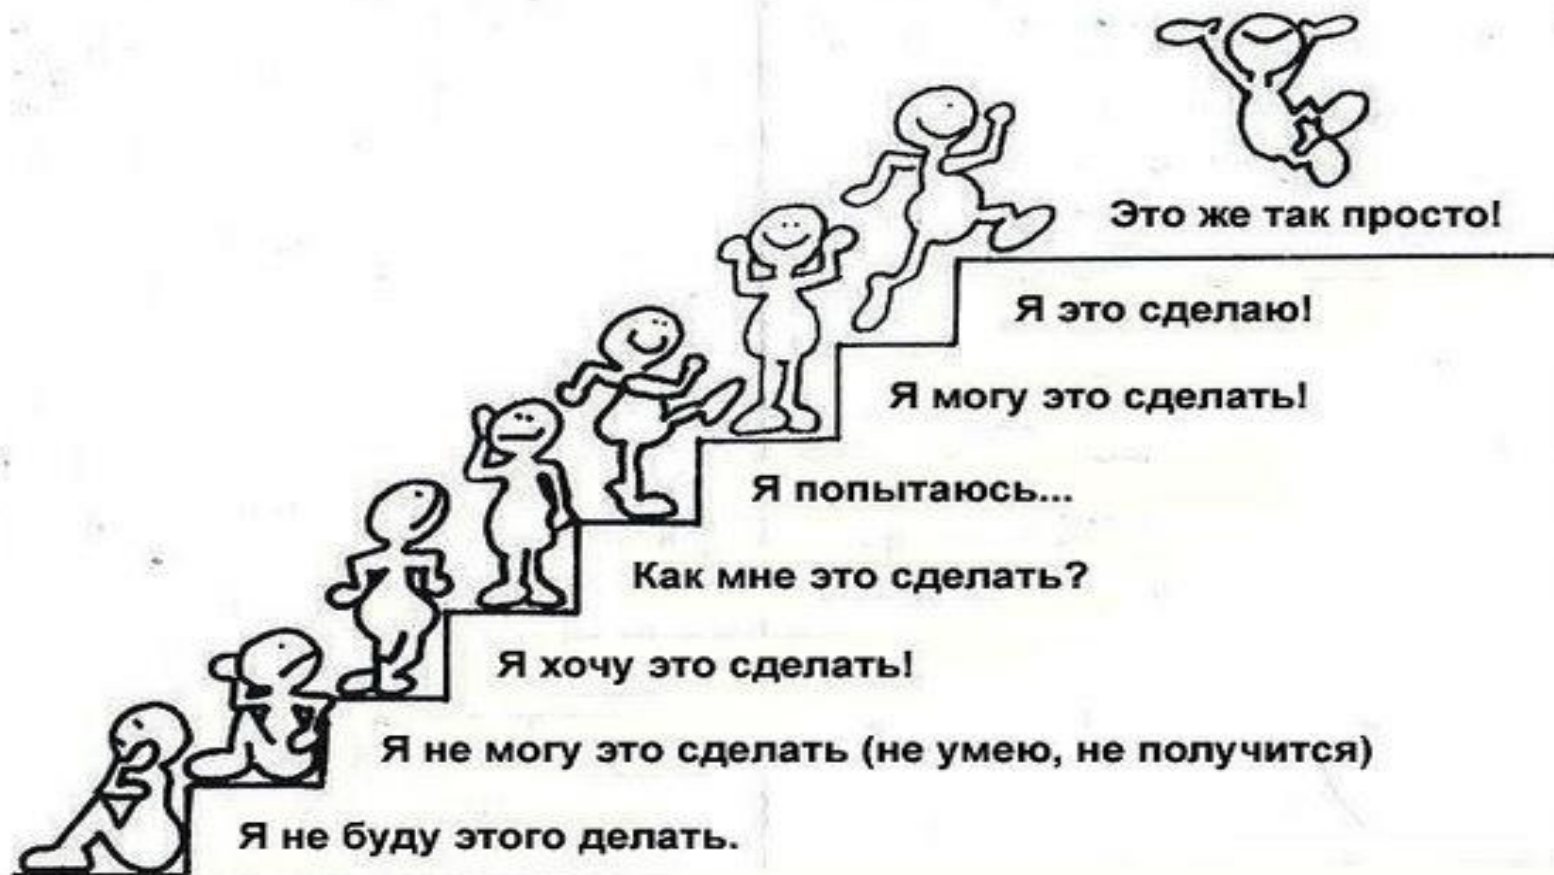 Это же так просто!
Я это сделаю!
Я могу это сделать!
Я попытаюсь...
Как мне это сделать?
Я хочу это сделать!
Я не могу это сделать (не умею, не получится)
Я не буду этого делать.